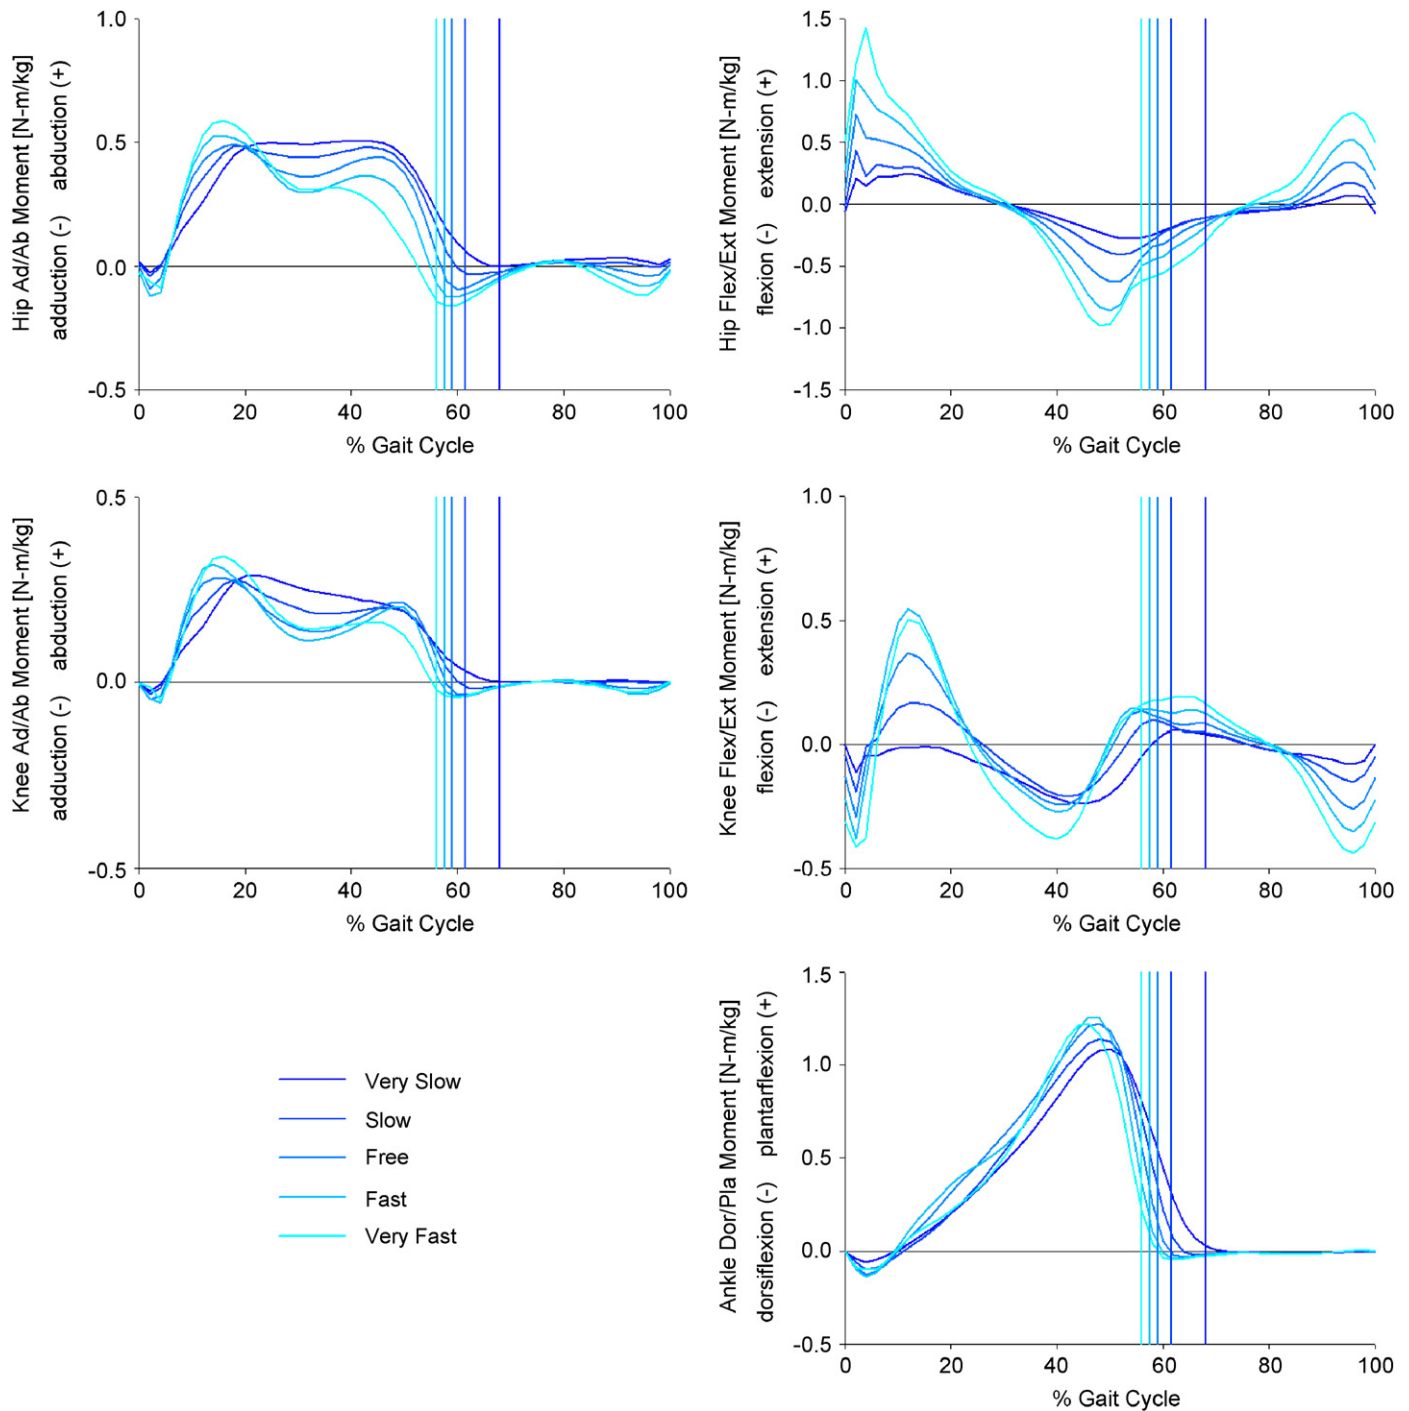 Hip Ad/Ab Moment [N-m/kg]
adduction (-) abduction (+)
1.0
0.5
0.0
-0.5
0 20 40 60 80 100
% Gait Cycle
Hip Flex/Ext Moment [N-m/kg]
flexion (-) extension (+)
1.5
1.0
0.5
0.0
-0.5
-1.0
-1.5
0 20 40 60 80 100
% Gait Cycle
Knee Ad/Ab Moment [N-m/kg]
adduction (-) abduction (+)
0.5
0.0
-0.5
0 20 40 60 80 100
% Gait Cycle
Knee Flex/Ext Moment [N-m/kg]
flexion (-) extension (+)
1.0
0.5
0.0
-0.5
0 20 40 60 80 100
% Gait Cycle
Very Slow
Slow
Free
Fast
Very Fast
Ankle Dor/Pla Moment [N-m/kg]
dorsiflexion (-) plantarflexion (+)
1.5
1.0
0.5
0.0
-0.5
0 20 40 60 80 100
% Gait Cycle